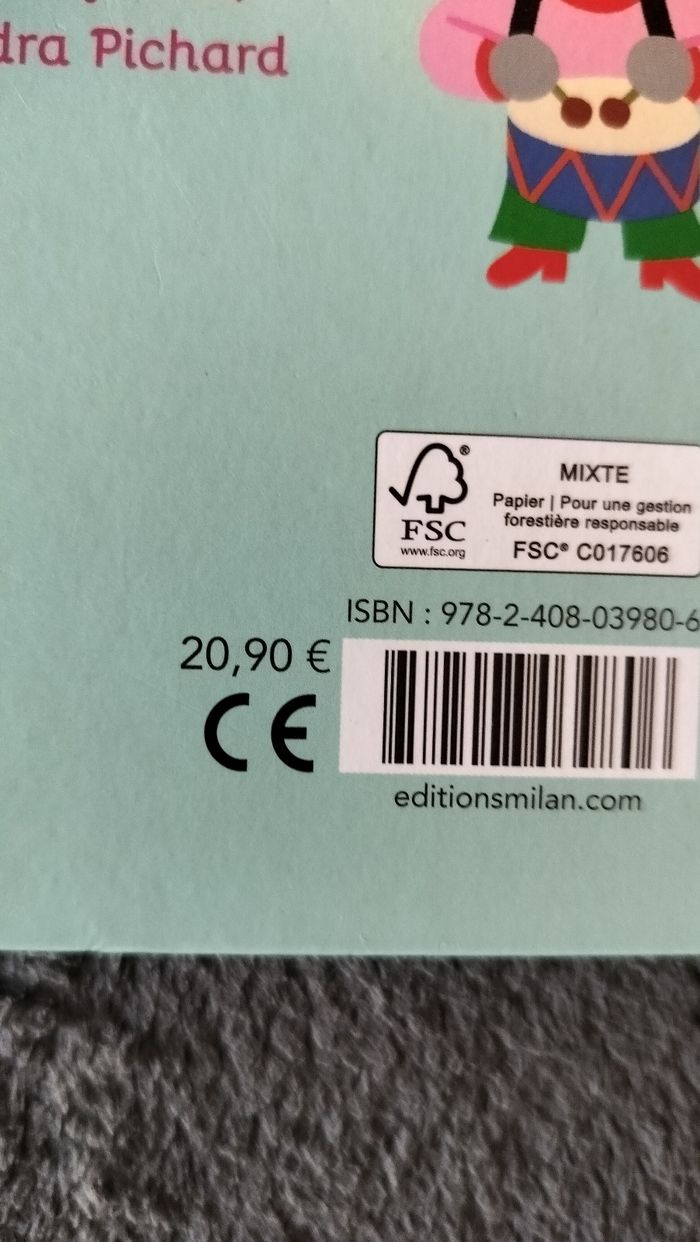 dra Pichard
MIXTE
Papier | Pour une gestion
forestière responsable
FSC® C017606
®
FSC
www.fsc.org
ISBN : 978-2-408-03980-6
20,90 €
CE
editionsmilan.com